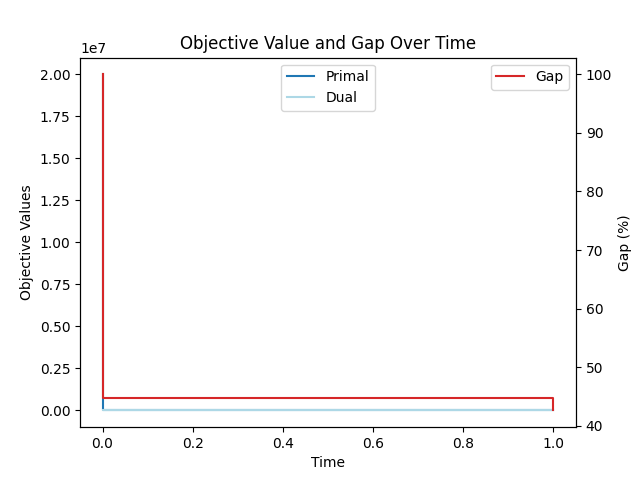 Objective Value and Gap Over Time
1e7
Primal
Dual
Gap
2.00
1.75
1.50
1.25
1.00
0.75
0.50
0.25
0.00
Objective Values
100
90
80
70
60
50
40
Gap (%)
0.0 0.2 0.4 0.6 0.8 1.0
Time